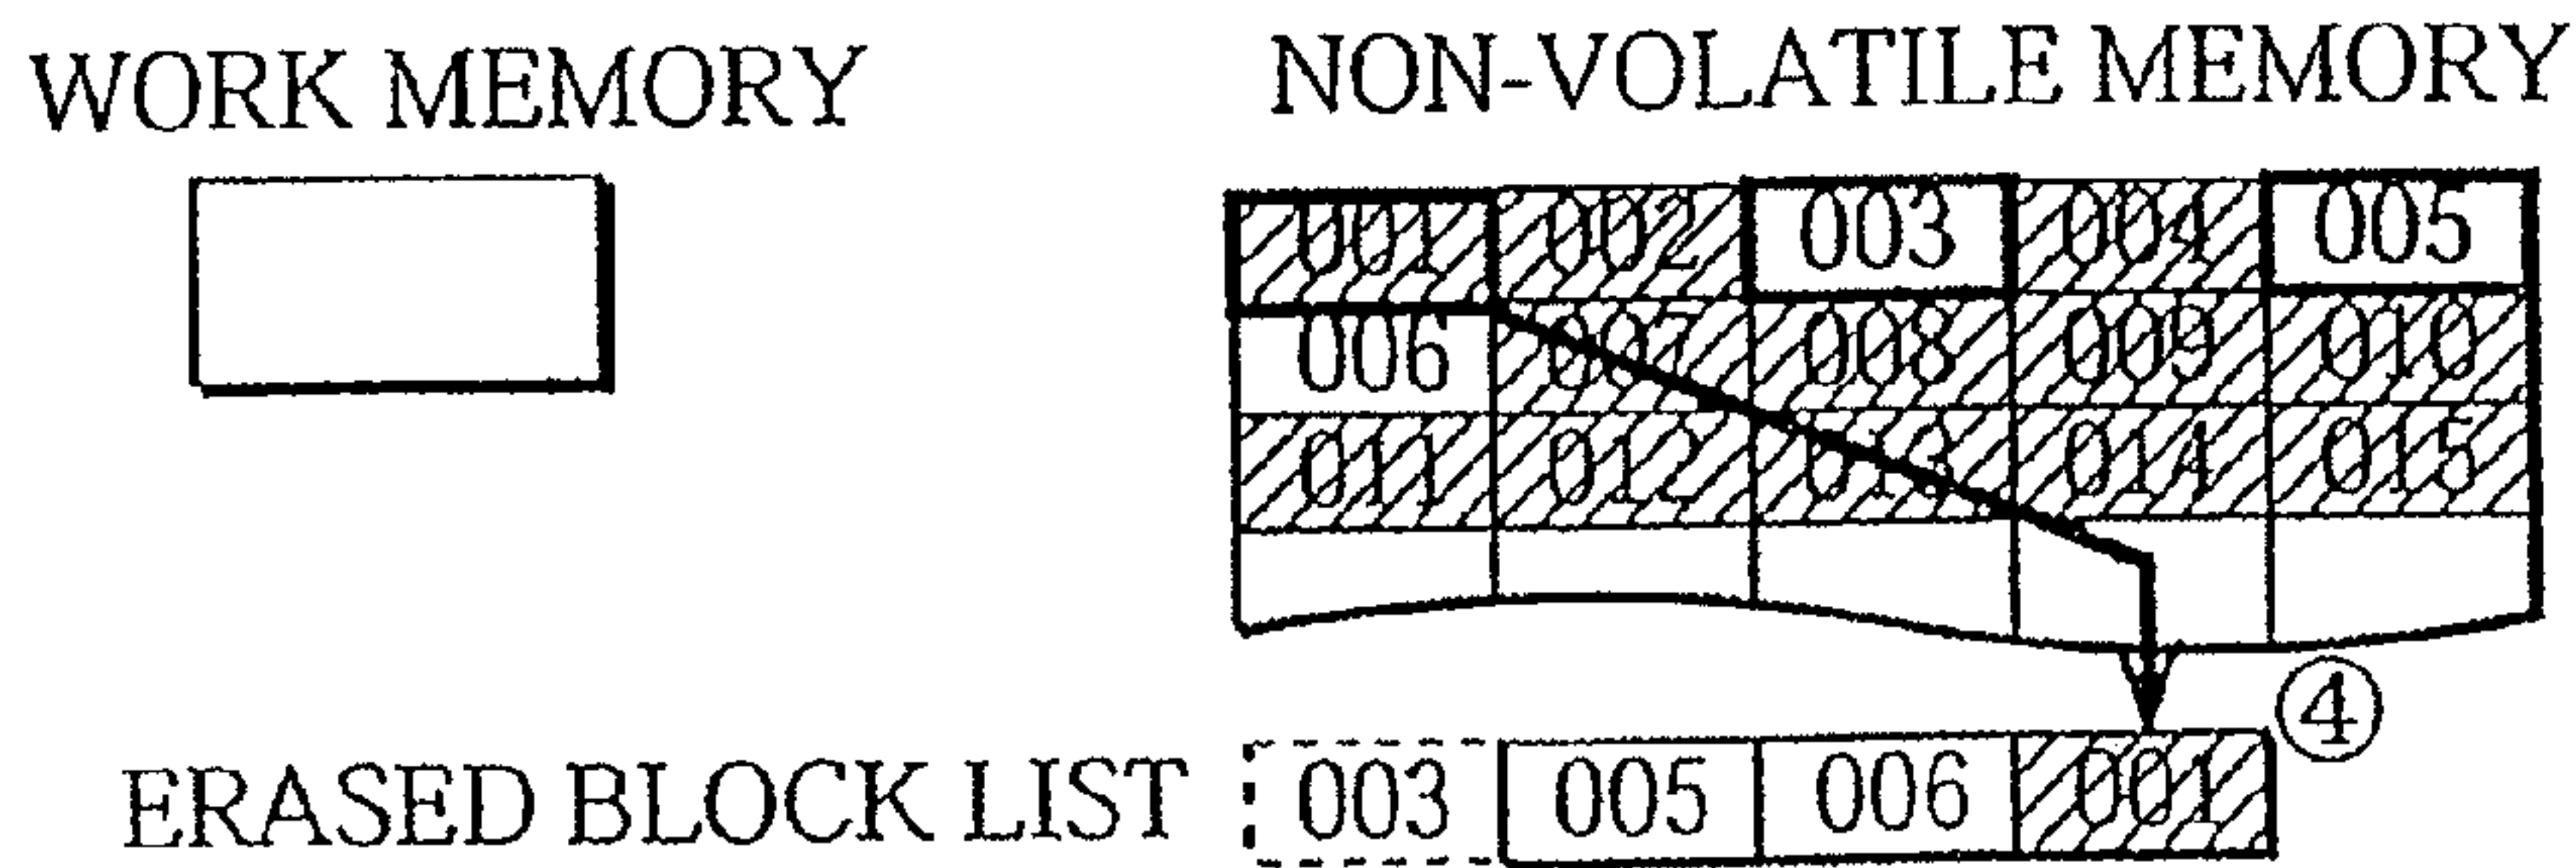 WORK MEMORY
NON-VOLATILE MEMORY
001 002 003 004 005
006 007 008 009 010
011 012 013 014 015
④
ERASED BLOCK LIST 003 005 006 001